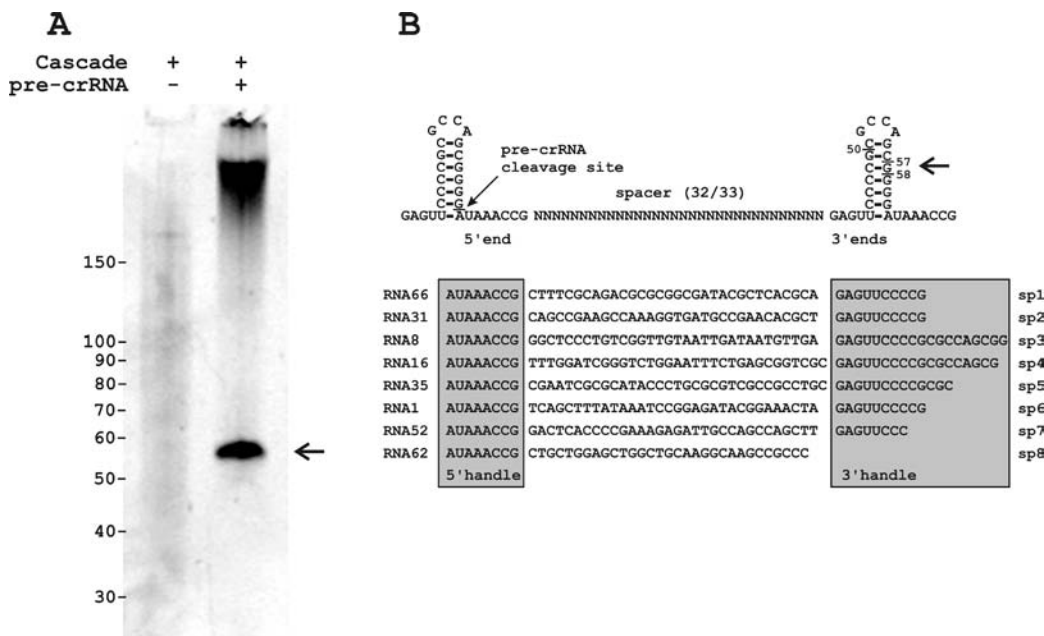 A
B
Cascade + +
pre-crRNA - +
150-
100-
90-
80-
70-
60-
50-
40-
30-
pre-crRNA
cleavage site
spacer (32/33)
50
57
58
GAGUU-AUAAACCG NNNNNNNNNNNNNNNNNNNNNNNNNNNNNNNN GAGUU-AUAAACCG
5'end 3'ends
RNA66 AUAAACCG CTTTCGCAGACGCGCGGCGATACGCTCACGCA GAGUUCCCCG sp1
RNA31 AUAAACCG CAGCCGAAGCCAAAGGTGATGCCGAACACGCT GAGUUCCCCG sp2
RNA8 AUAAACCG GGCTCCCTGTCGGTTGTAATTGATAATGTTGA GAGUUCCCCGCGCCAGCGG sp3
RNA16 AUAAACCG TTTGGATCGGGTCTGGAATTTCTGAGCGGTCGC GAGUUCCCCGCGCCAGCG sp4
RNA35 AUAAACCG CGAATCGCGCATACCCTGCGCGTCGCCGCCTGC GAGUUCCCCGCGC sp5
RNA1 AUAAACCG TCAGCTTTATAAATCCGGAGATACGGAAACTA GAGUUCCCCG sp6
RNA52 AUAAACCG GACTCACCCCGAAAGAGATTGCCAGCCAGCTT GAGUUCCC sp7
RNA62 AUAAACCG CTGCTGGAGCTGGCTGCAAGGCAAGCCGCCC sp8
5'handle 3'handle